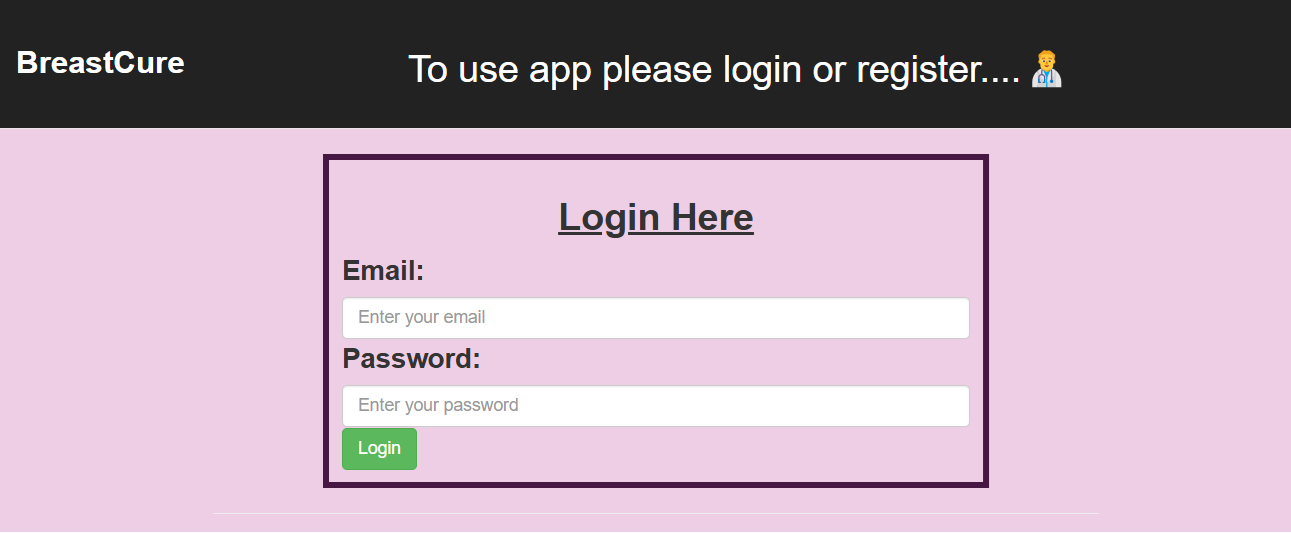 BreastCure
To use app please login or register.... 👨‍⚕️
Login Here
Email:
Enter your email
Password:
Enter your password
Login